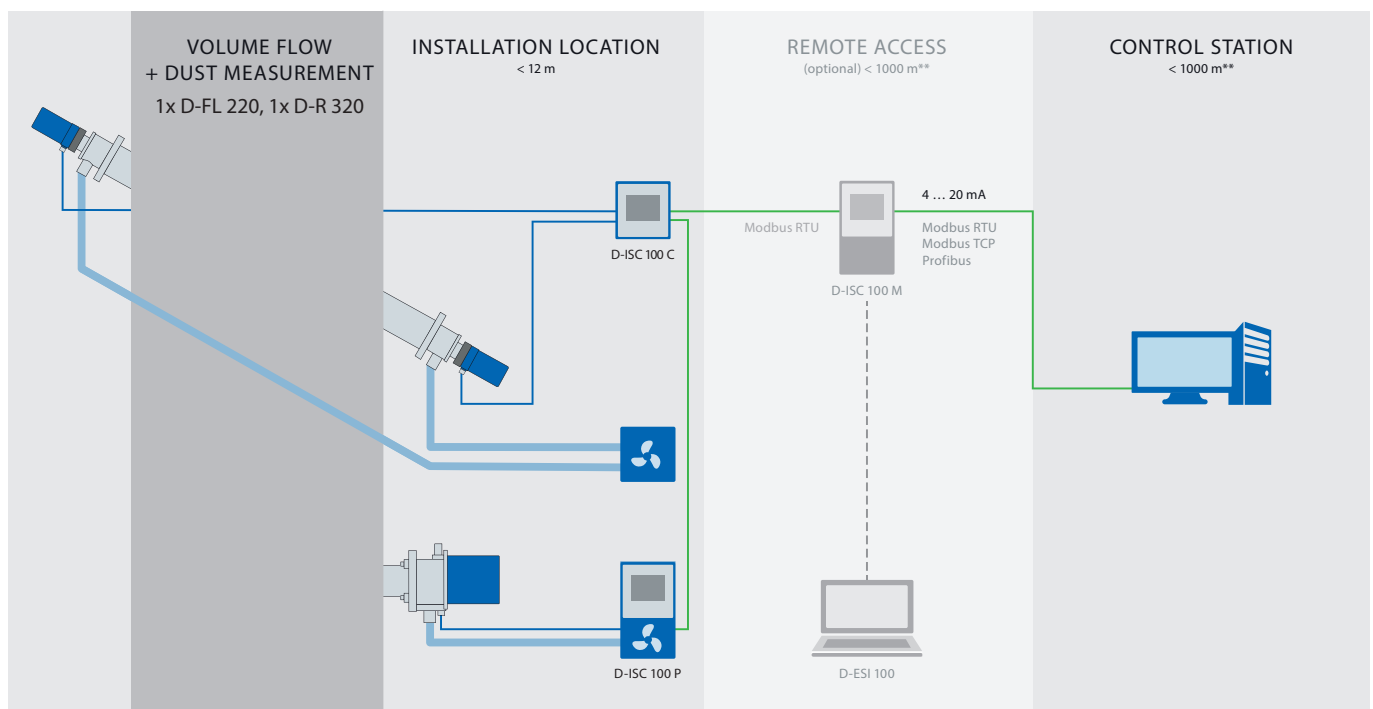 VOLUME FLOW
+ DUST MEASUREMENT
1x D-FL 220, 1x D-R 320
INSTALLATION LOCATION
< 12 m
REMOTE ACCESS
(optional) < 1000 m**
CONTROL STATION
< 1000 m**
4 … 20 mA
Modbus RTU
Modbus RTU
Modbus TCP
Profibus
D-ISC 100 C
D-ISC 100 M
D-ISC 100 P
D-ESI 100